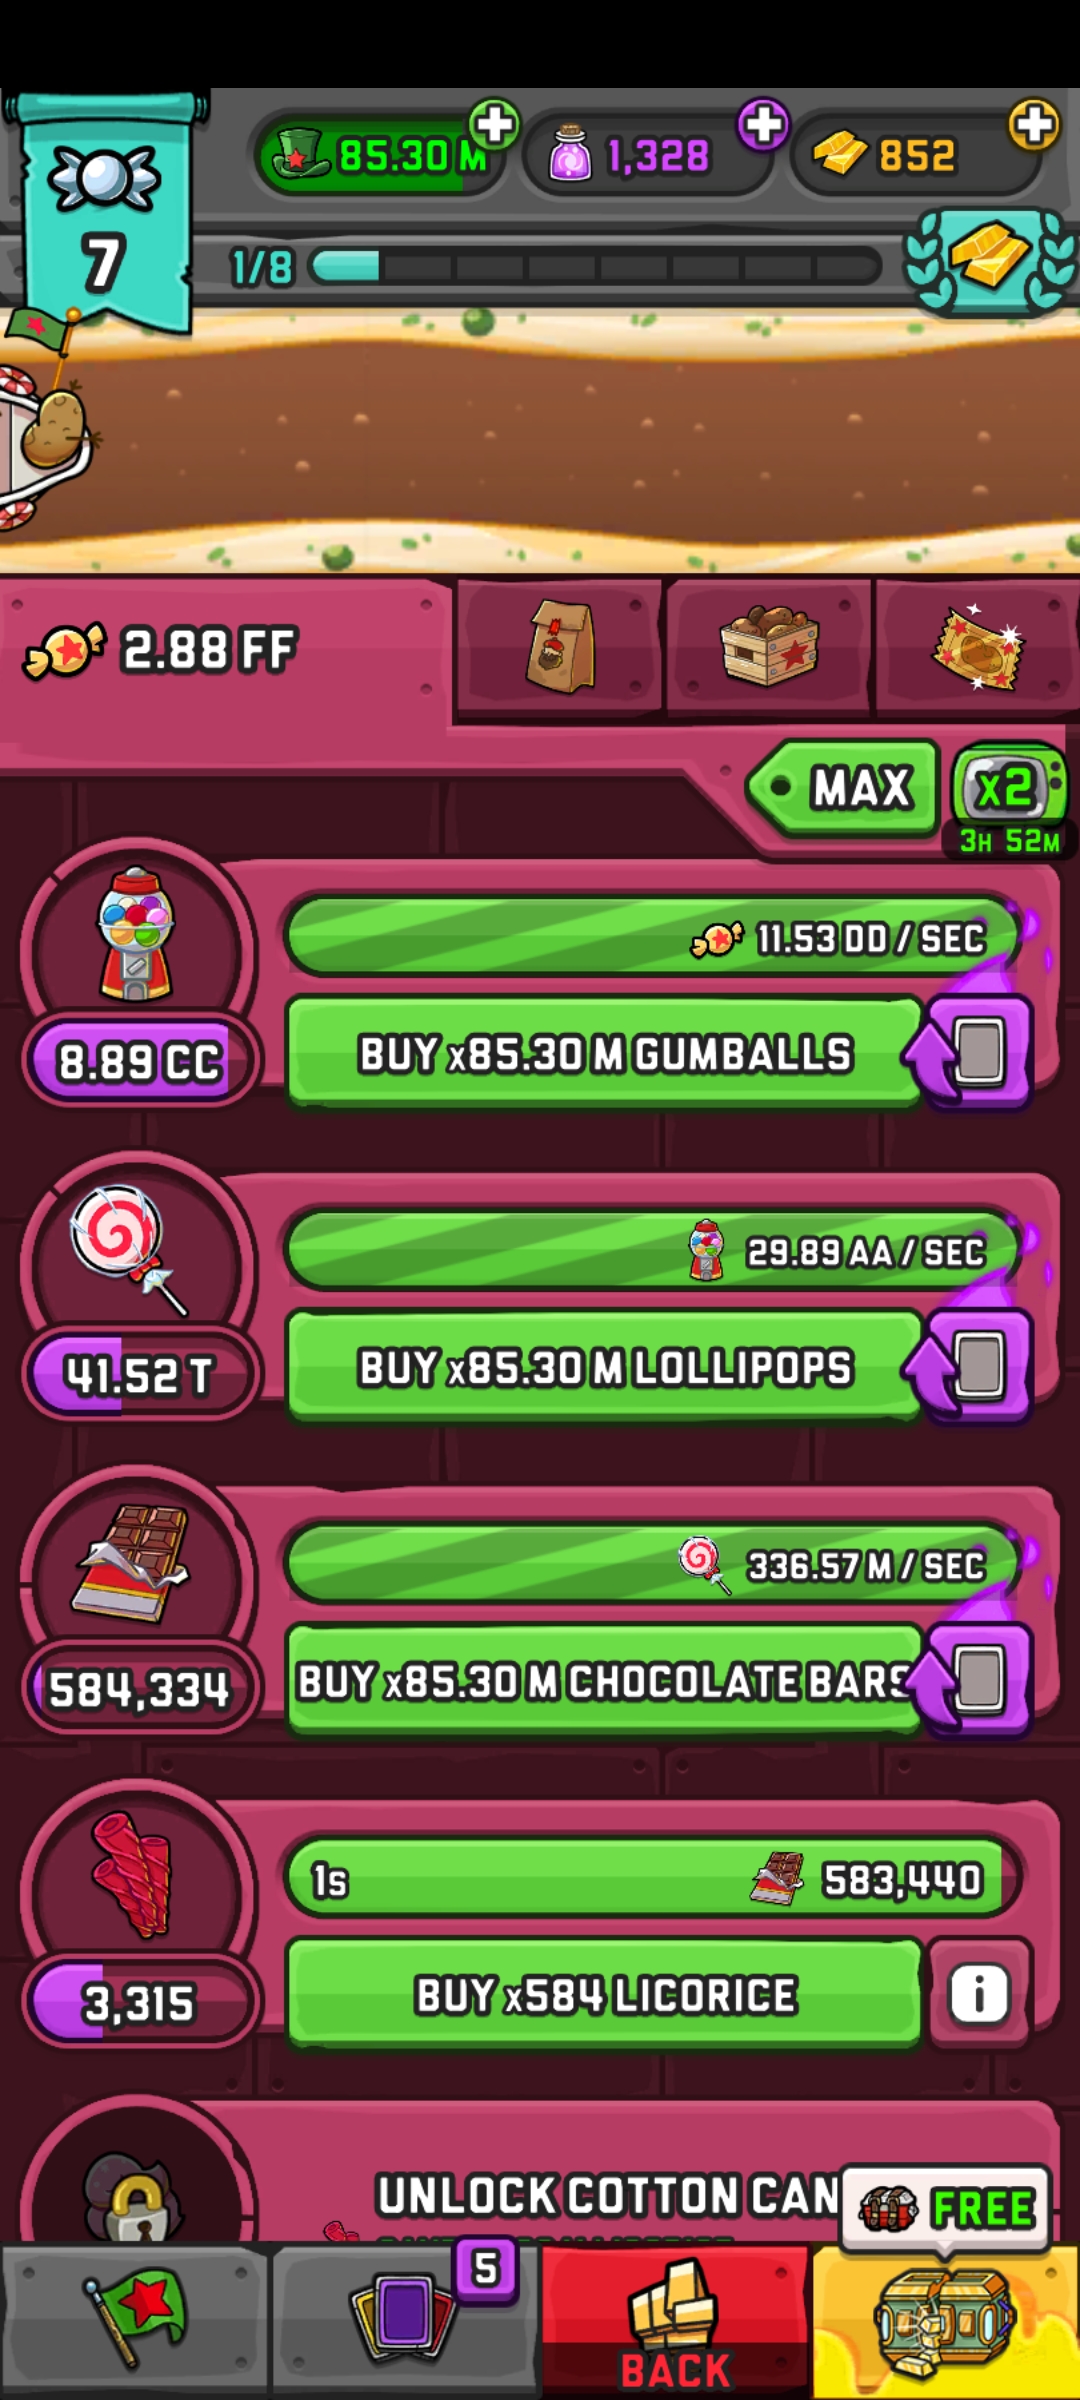 85.30 M
1,328
852
7
1/8
2.88 FF
MAX
x2
3H 52M
11.53 DD / SEC
8.89 CC
BUY x85.30 M GUMBALLS
29.89 AA / SEC
41.52 T
BUY x85.30 M LOLLIPOPS
336.57 M / SEC
584,334
BUY x85.30 M CHOCOLATE BARS
1s
583,440
3,315
BUY x584 LICORICE
i
UNLOCK COTTON CAN
FREE
5
BACK